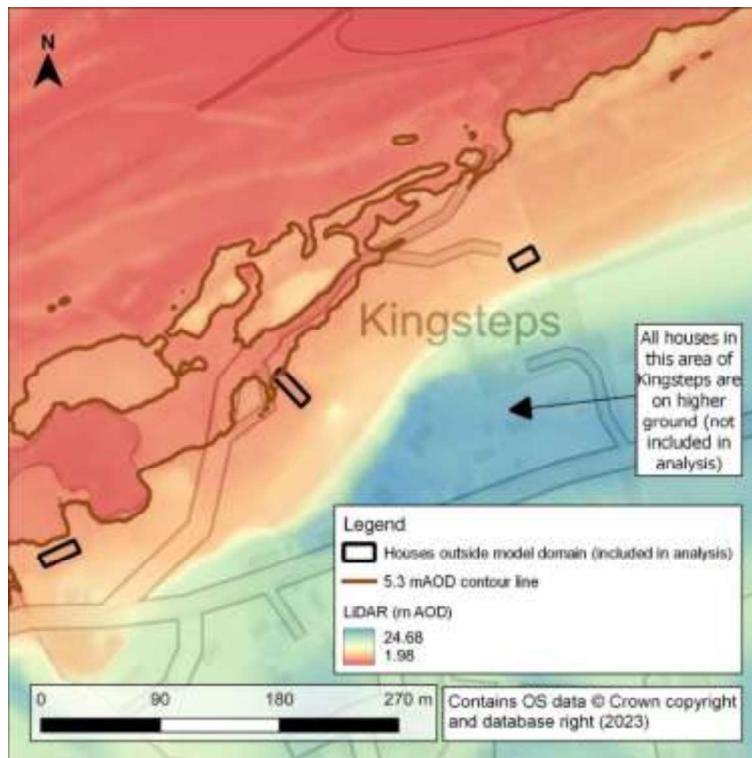 N
Kingsteps
All houses in
this area of
Kingsteps are
on higher
ground (not
included in
analysis)
Legend
Houses outside model domain (included in analysis)
5.3 mAOD contour line
LiDAR (m AOD)
24.68
1.98
0 90 180 270 m
Contains OS data © Crown copyright
and database right (2023)